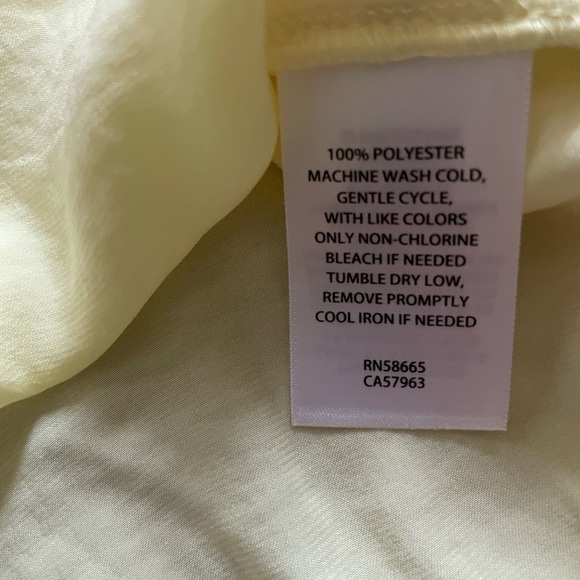 100% POLYESTER
MACHINE WASH COLD,
GENTLE CYCLE,
WITH LIKE COLORS
ONLY NON-CHLORINE
BLEACH IF NEEDED
TUMBLE DRY LOW,
REMOVE PROMPTLY
COOL IRON IF NEEDED
RN58665
CA57963